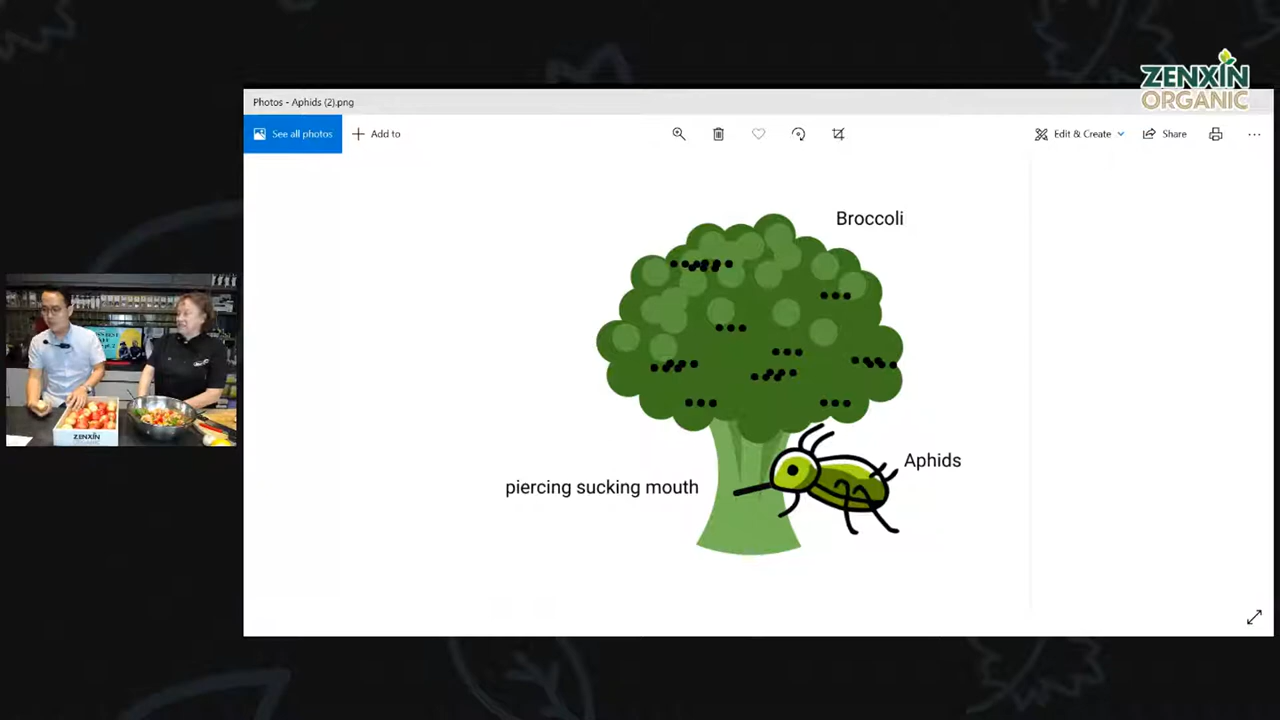 ZENXIN
ORGANIC
Photos - Aphids (2).png
See all photos
Add to
Edit & Create
Share
Broccoli
Aphids
piercing sucking mouth
ZENXIN